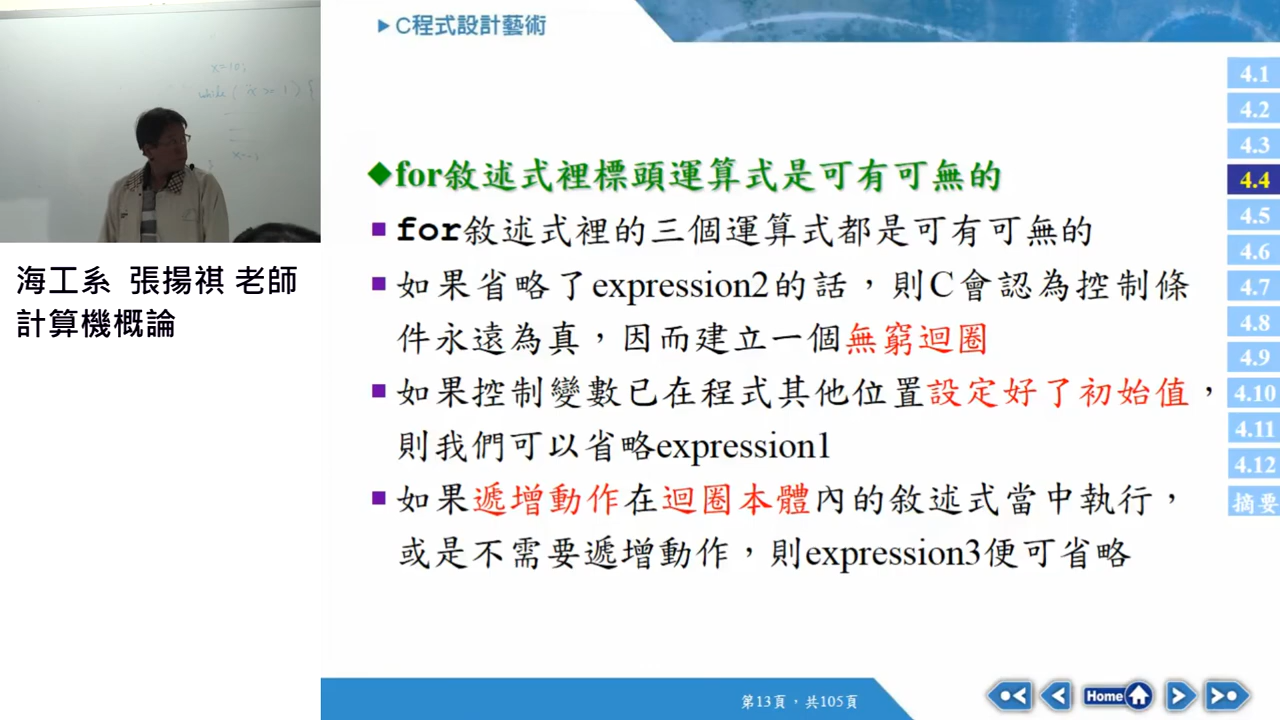 x=10;
while ( x >= 1 ) {
海工系 張揚祺 老師
計算機概論
C程式設計藝術
◆for敘述式裡標頭運算式是可有可無的
for敘述式裡的三個運算式都是可有可無的
如果省略了expression2的話，則C會認為控制條
件永遠為真，因而建立一個無窮迴圈
如果控制變數已在程式其他位置設定好了初始值，
則我們可以省略expression1
如果遞增動作在迴圈本體內的敘述式當中執行，
或是不需要遞增動作，則expression3便可省略
4.1
4.2
4.3
4.4
4.5
4.6
4.7
4.8
4.9
4.10
4.11
4.12
摘要
第13頁，共105頁
Home